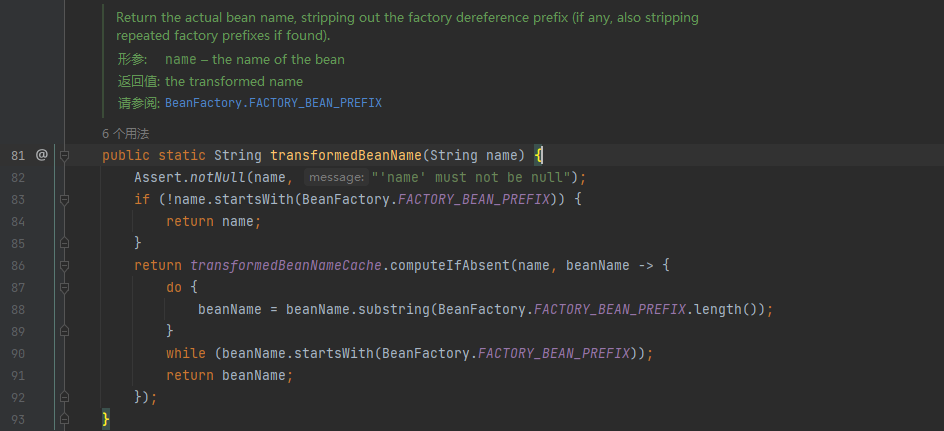 Return the actual bean name, stripping out the factory dereference prefix (if any, also stripping
repeated factory prefixes if found).
形参: name – the name of the bean
返回值: the transformed name
请参阅: BeanFactory.FACTORY_BEAN_PREFIX
6 个用法
81 @ public static String transformedBeanName(String name) {
82 Assert.notNull(name, message: "'name' must not be null");
83 if (!name.startsWith(BeanFactory.FACTORY_BEAN_PREFIX)) {
84 return name;
85 }
86 return transformedBeanNameCache.computeIfAbsent(name, beanName -> {
87 do {
88 beanName = beanName.substring(BeanFactory.FACTORY_BEAN_PREFIX.length());
89 }
90 while (beanName.startsWith(BeanFactory.FACTORY_BEAN_PREFIX));
91 return beanName;
92 });
93 }